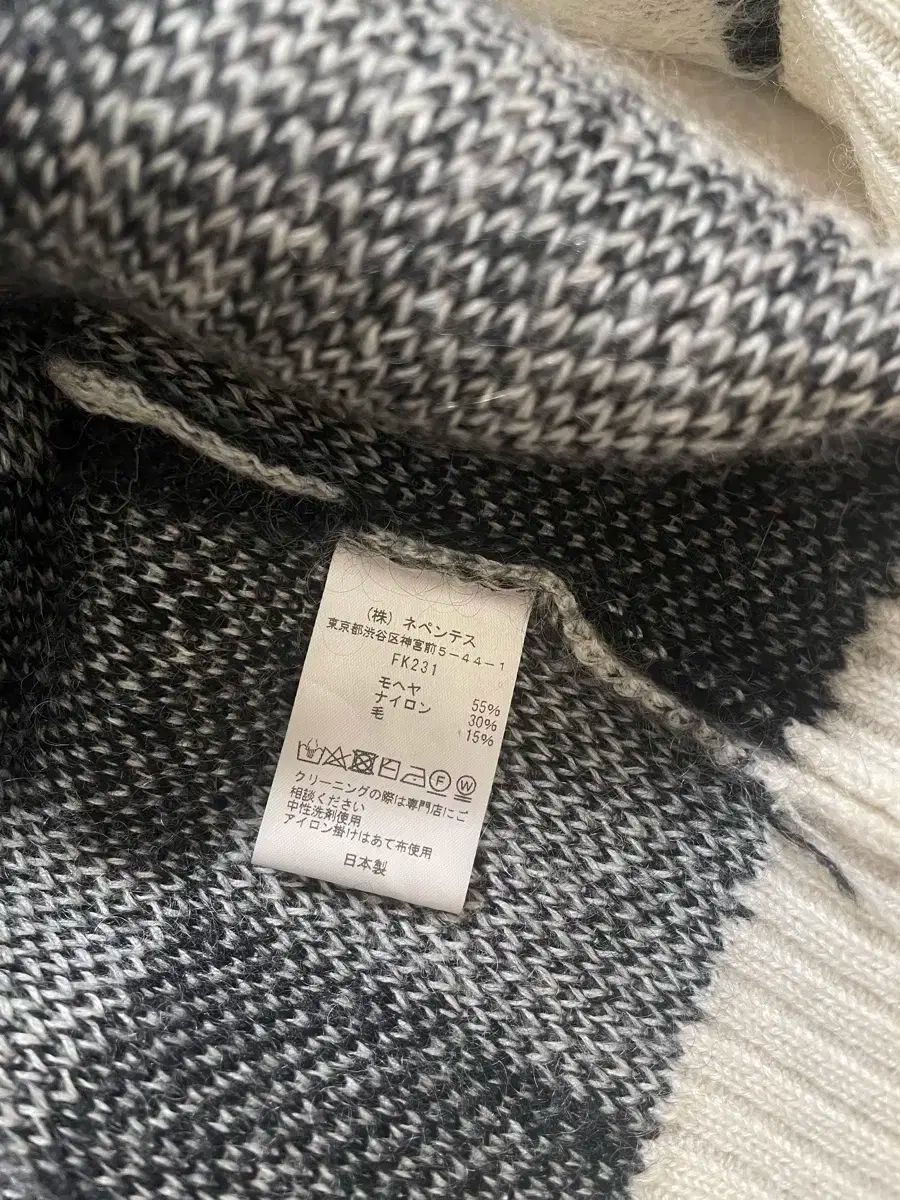 (株) ネペンテス
東京都渋谷区神宮前5-44-1
FK231
モヘヤ 55%
ナイロン 30%
毛 15%
F W
クリーニングの際は専門店にご
相談ください
中性洗剤使用
アイロン掛けはあて布使用
日本製